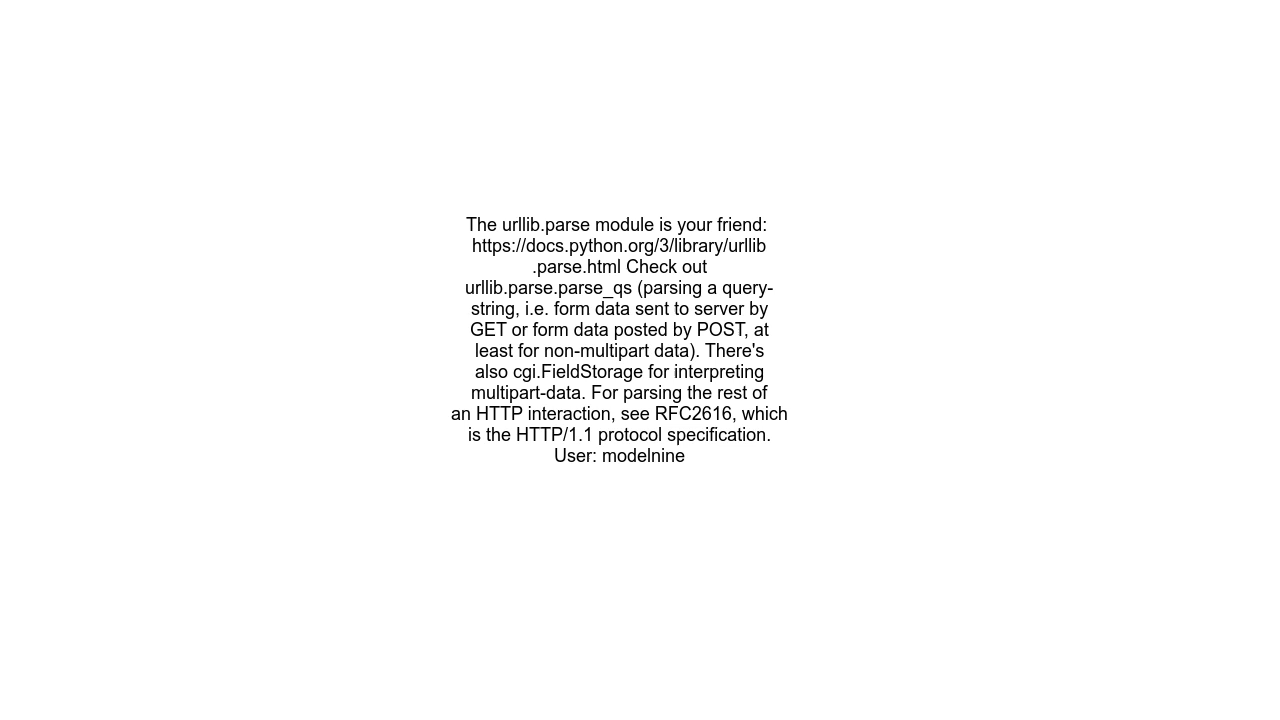 The urllib.parse module is your friend:
https://docs.python.org/3/library/urllib
.parse.html Check out
urllib.parse.parse_qs (parsing a query-
string, i.e. form data sent to server by
GET or form data posted by POST, at
least for non-multipart data). There's
also cgi.FieldStorage for interpreting
multipart-data. For parsing the rest of
an HTTP interaction, see RFC2616, which
is the HTTP/1.1 protocol specification.
User: modelnine